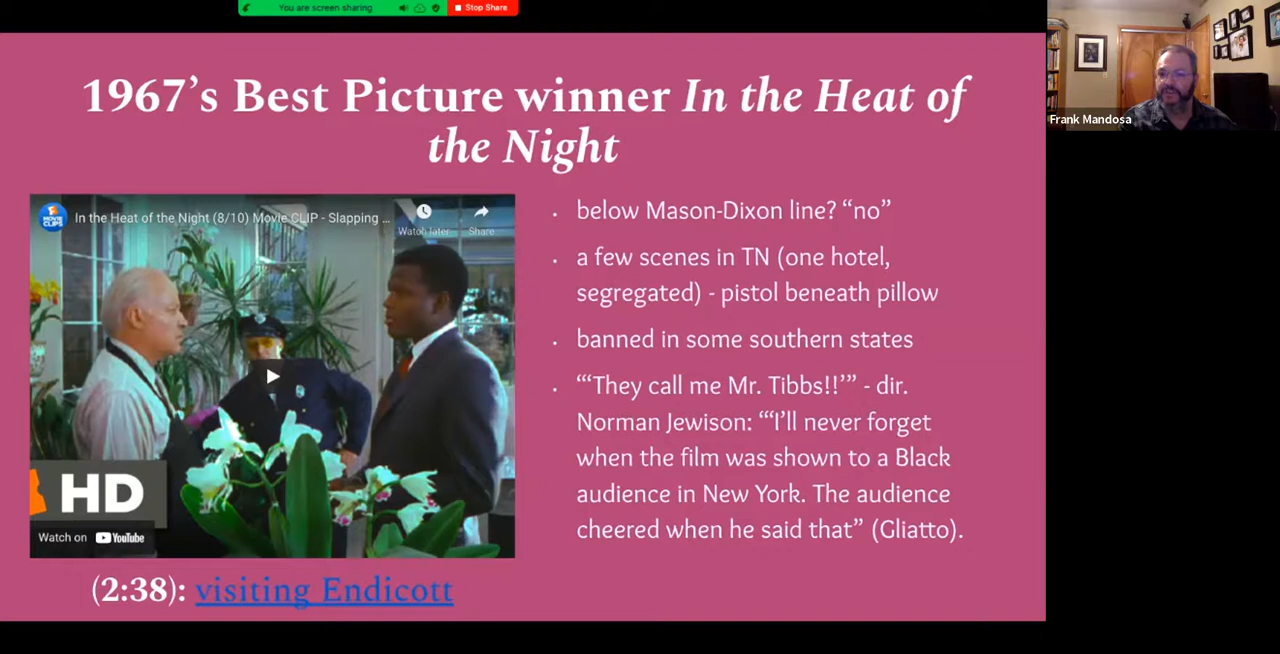 You are screen sharing
Stop Share
1967’s Best Picture winner In the Heat of
the Night
MOVIE
CLIPS
In the Heat of the Night (8/10) Movie CLIP - Slapping ...
Watch later
Share
HD
Watch on YouTube
(2:38): visiting Endicott
· below Mason-Dixon line? “no”
· a few scenes in TN (one hotel,
segregated) - pistol beneath pillow
· banned in some southern states
· “‘They call me Mr. Tibbs!!’” - dir.
Norman Jewison: “‘I’ll never forget
when the film was shown to a Black
audience in New York. The audience
cheered when he said that” (Gliatto).
Frank Mandosa